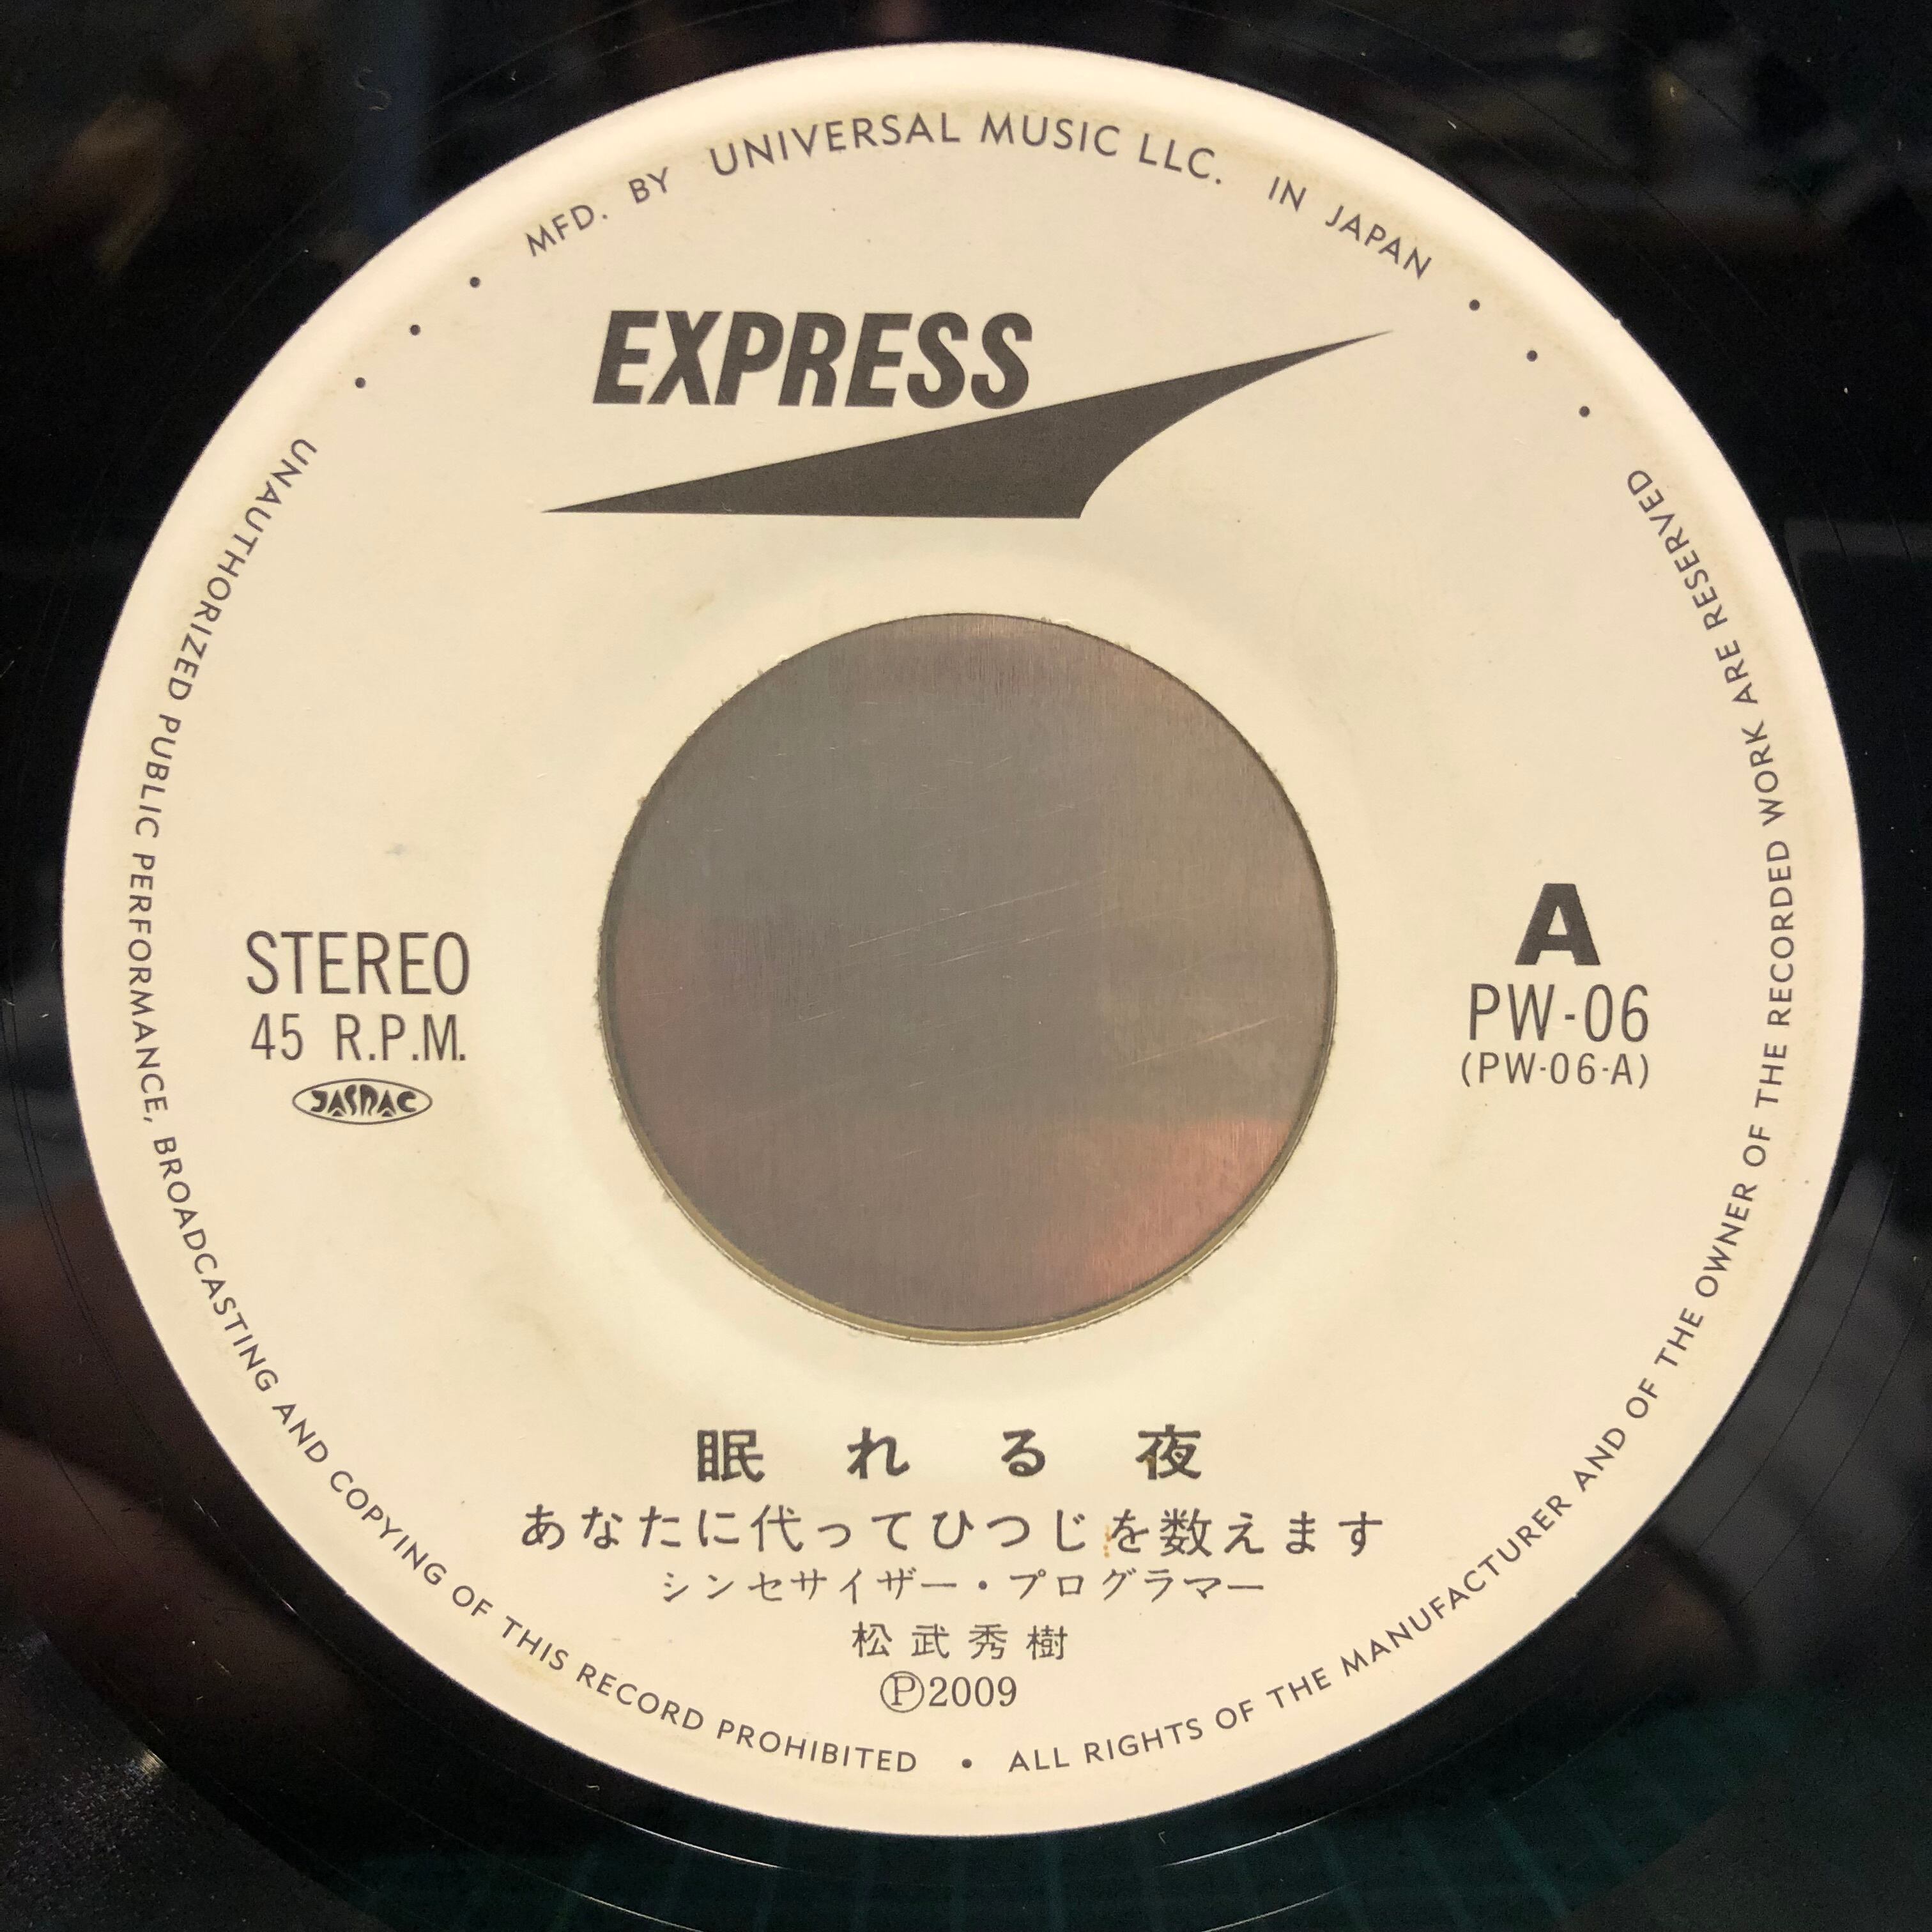 MFD. BY UNIVERSAL MUSIC LLC. IN JAPAN
EXPRESS
STEREO
45 R.P.M.
JASRAC
A
PW-06
(PW-06-A)
眠れる夜
あなたに代ってひつじを数えます
シンセサイザー・プログラマー
松武秀樹
Ⓟ2009
UNAUTHORIZED PUBLIC PERFORMANCE, BROADCASTING AND COPYING OF THIS RECORD PROHIBITED • ALL RIGHTS OF THE MANUFACTURER AND OF THE OWNER OF THE RECORDED WORK ARE RESERVED